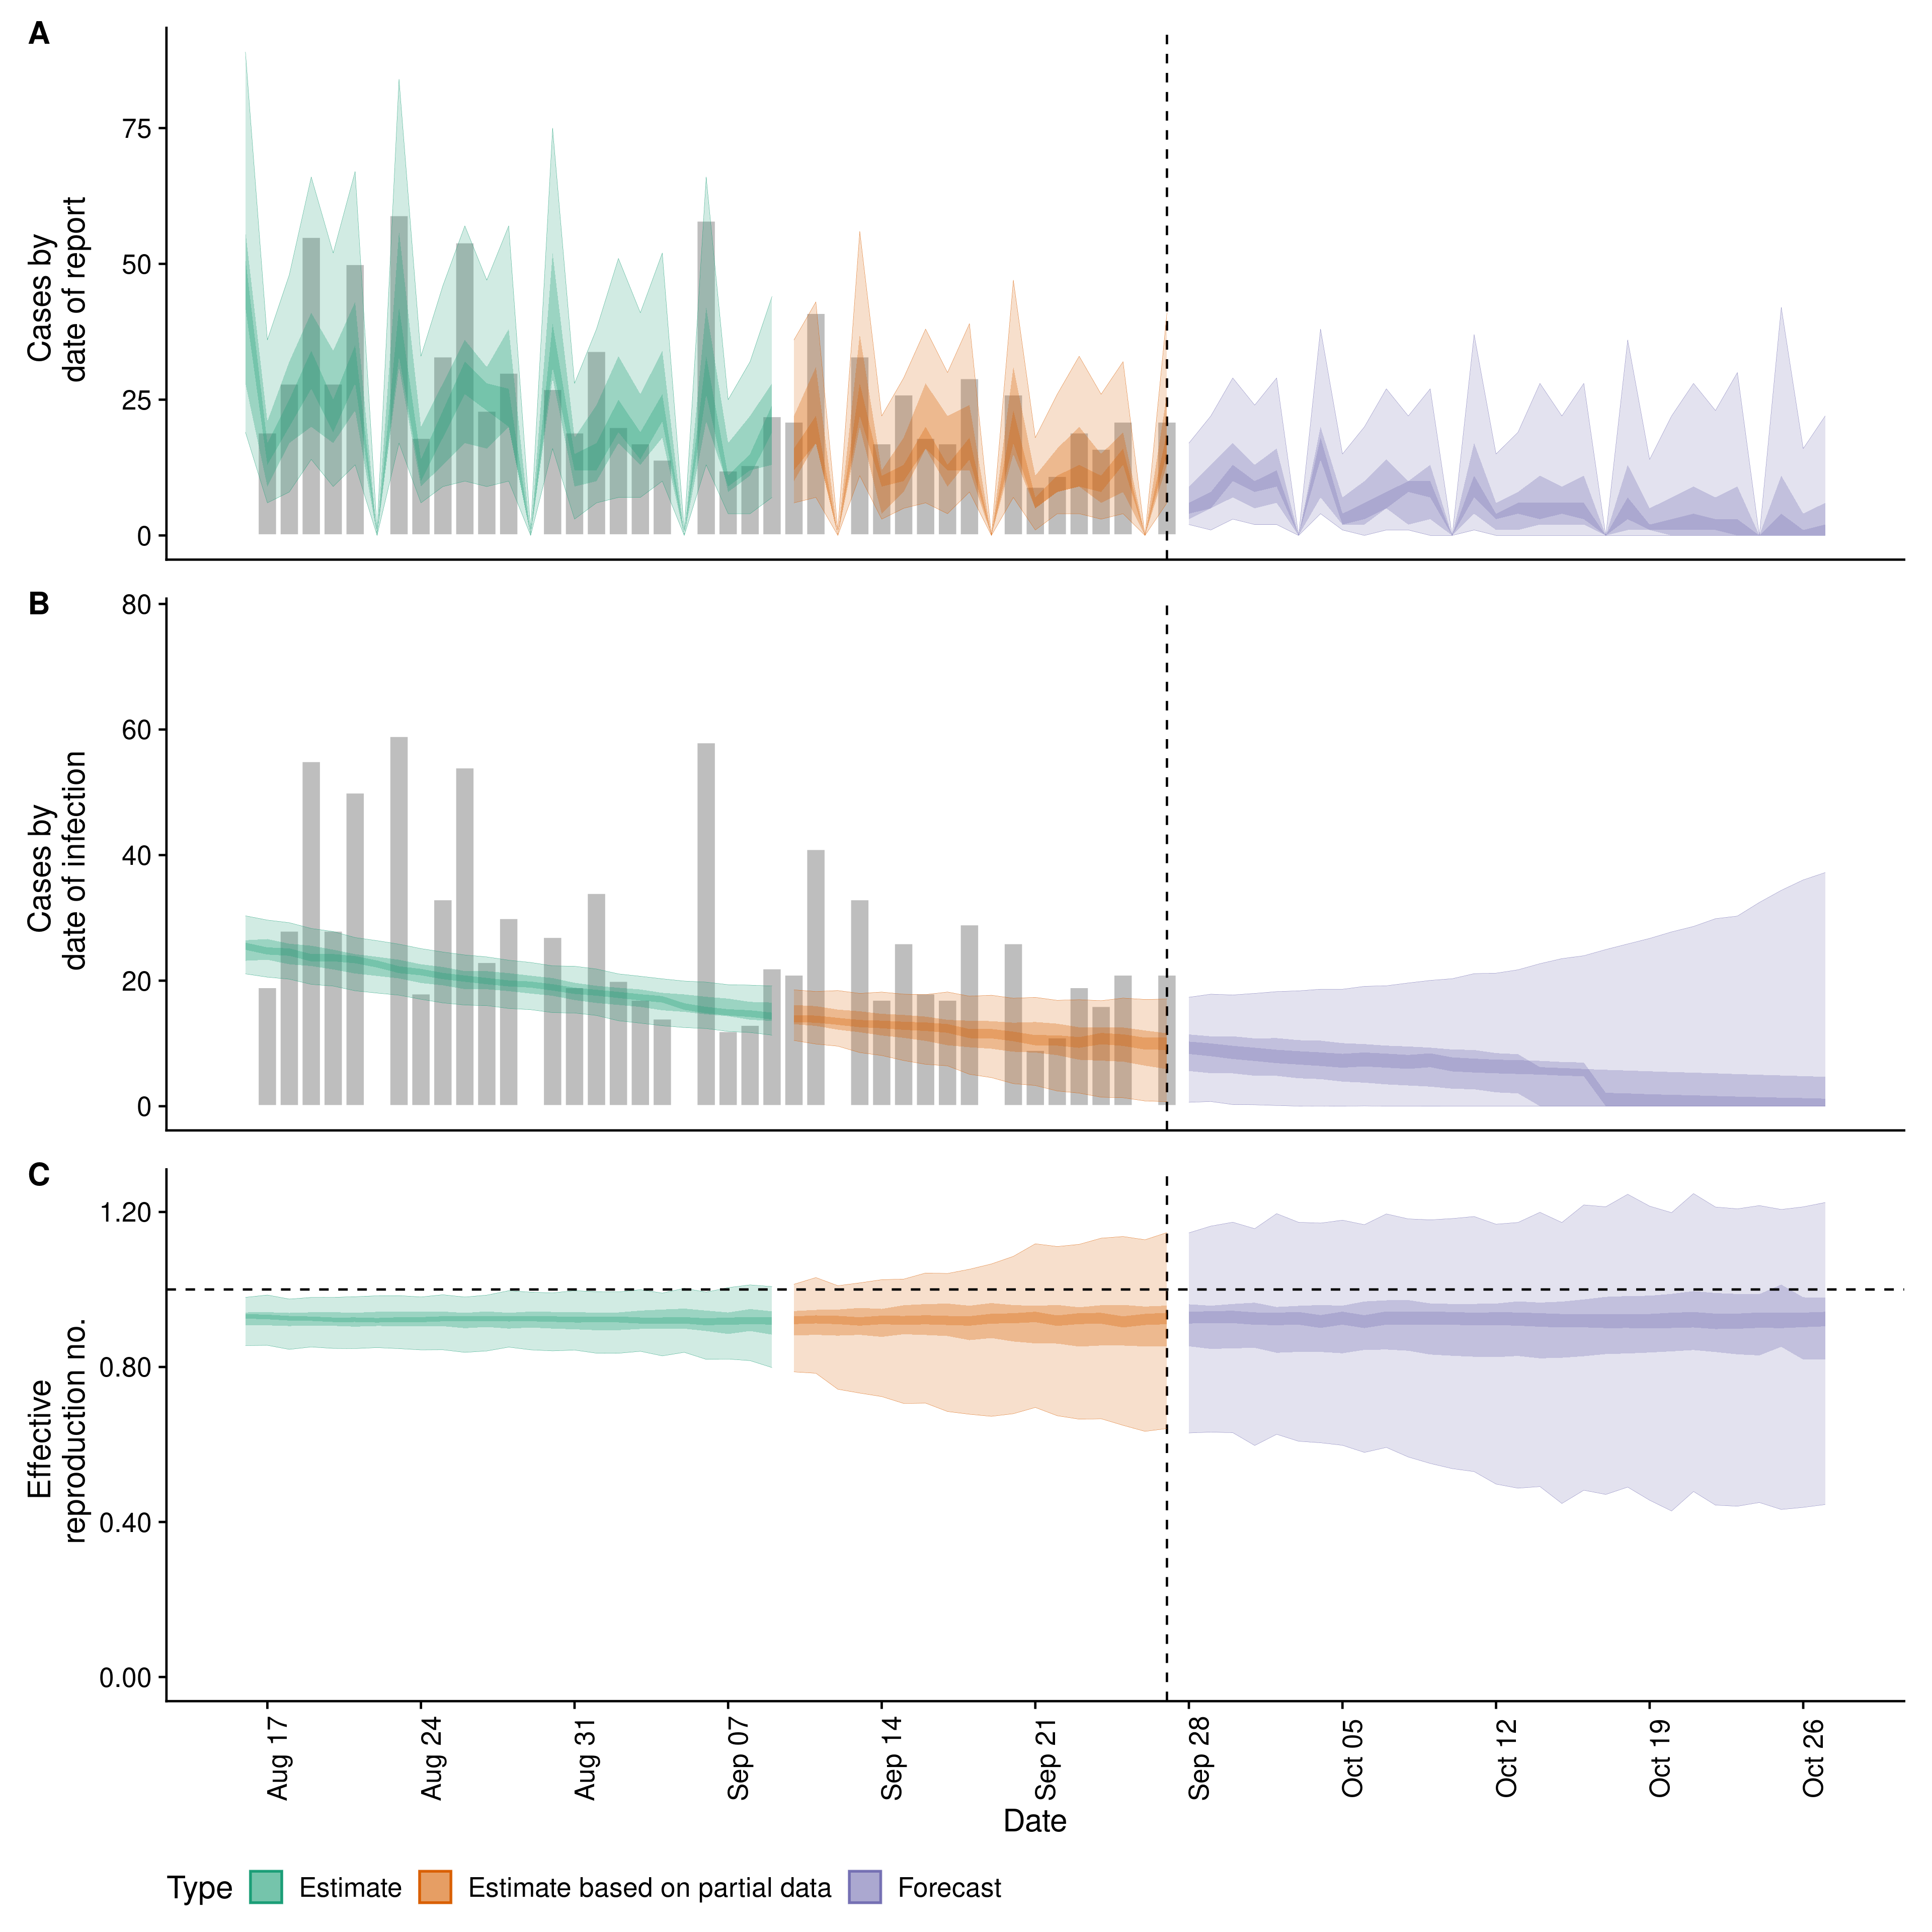 A
Cases by
date of report
75
50
25
0
B
Cases by
date of infection
80
60
40
20
0
C
Effective
reproduction no.
1.20
0.80
0.40
0.00
Aug 17
Aug 24
Aug 31
Sep 07
Sep 14
Sep 21
Sep 28
Oct 05
Oct 12
Oct 19
Oct 26
Date
Type Estimate Estimate based on partial data Forecast